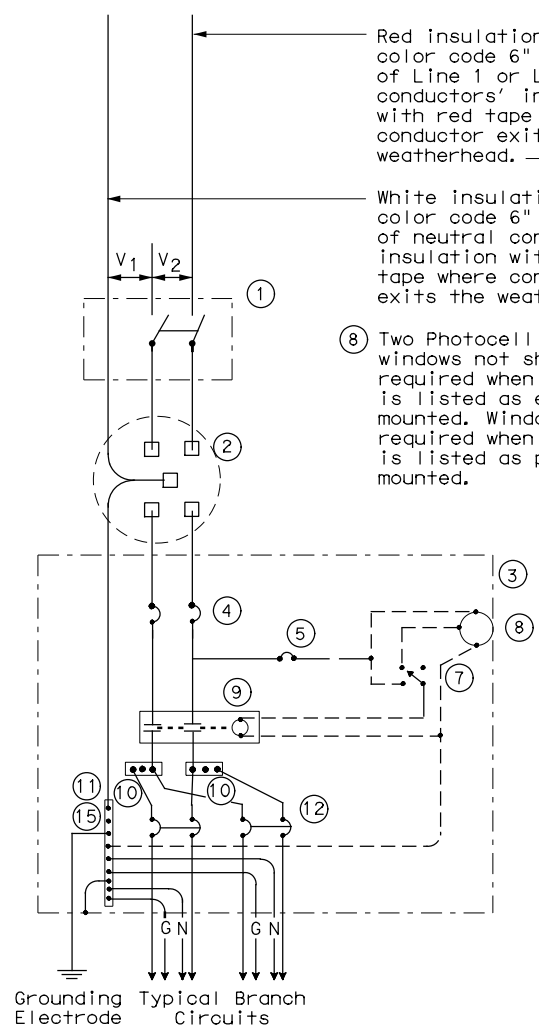 Red insulation
color code 6"
of Line 1 or L
conductors' in
with red tape
conductor exit
weatherhead.
White insulati
color code 6"
of neutral con
insulation wit
tape where con
exits the weat
V1 V2
1
8 Two Photocell
windows not sh
required when
is listed as e
mounted. Windo
required when
is listed as p
mounted.
2
3
4
5
8
7
9
11
10
10
15
12
G N
G N
Grounding
Electrode
Typical Branch
Circuits